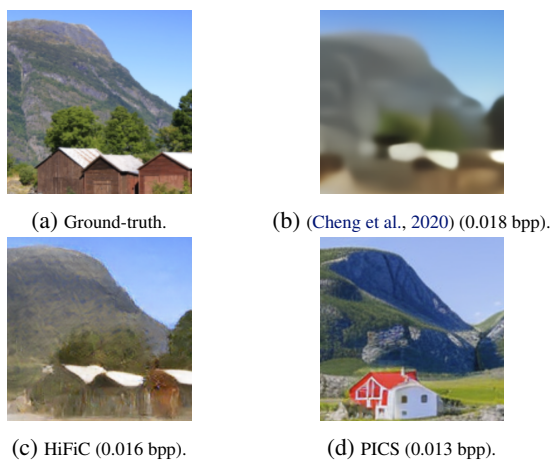 (a) Ground-truth.
(b) (Cheng et al., 2020) (0.018 bpp).
(c) HiFiC (0.016 bpp).
(d) PICS (0.013 bpp).